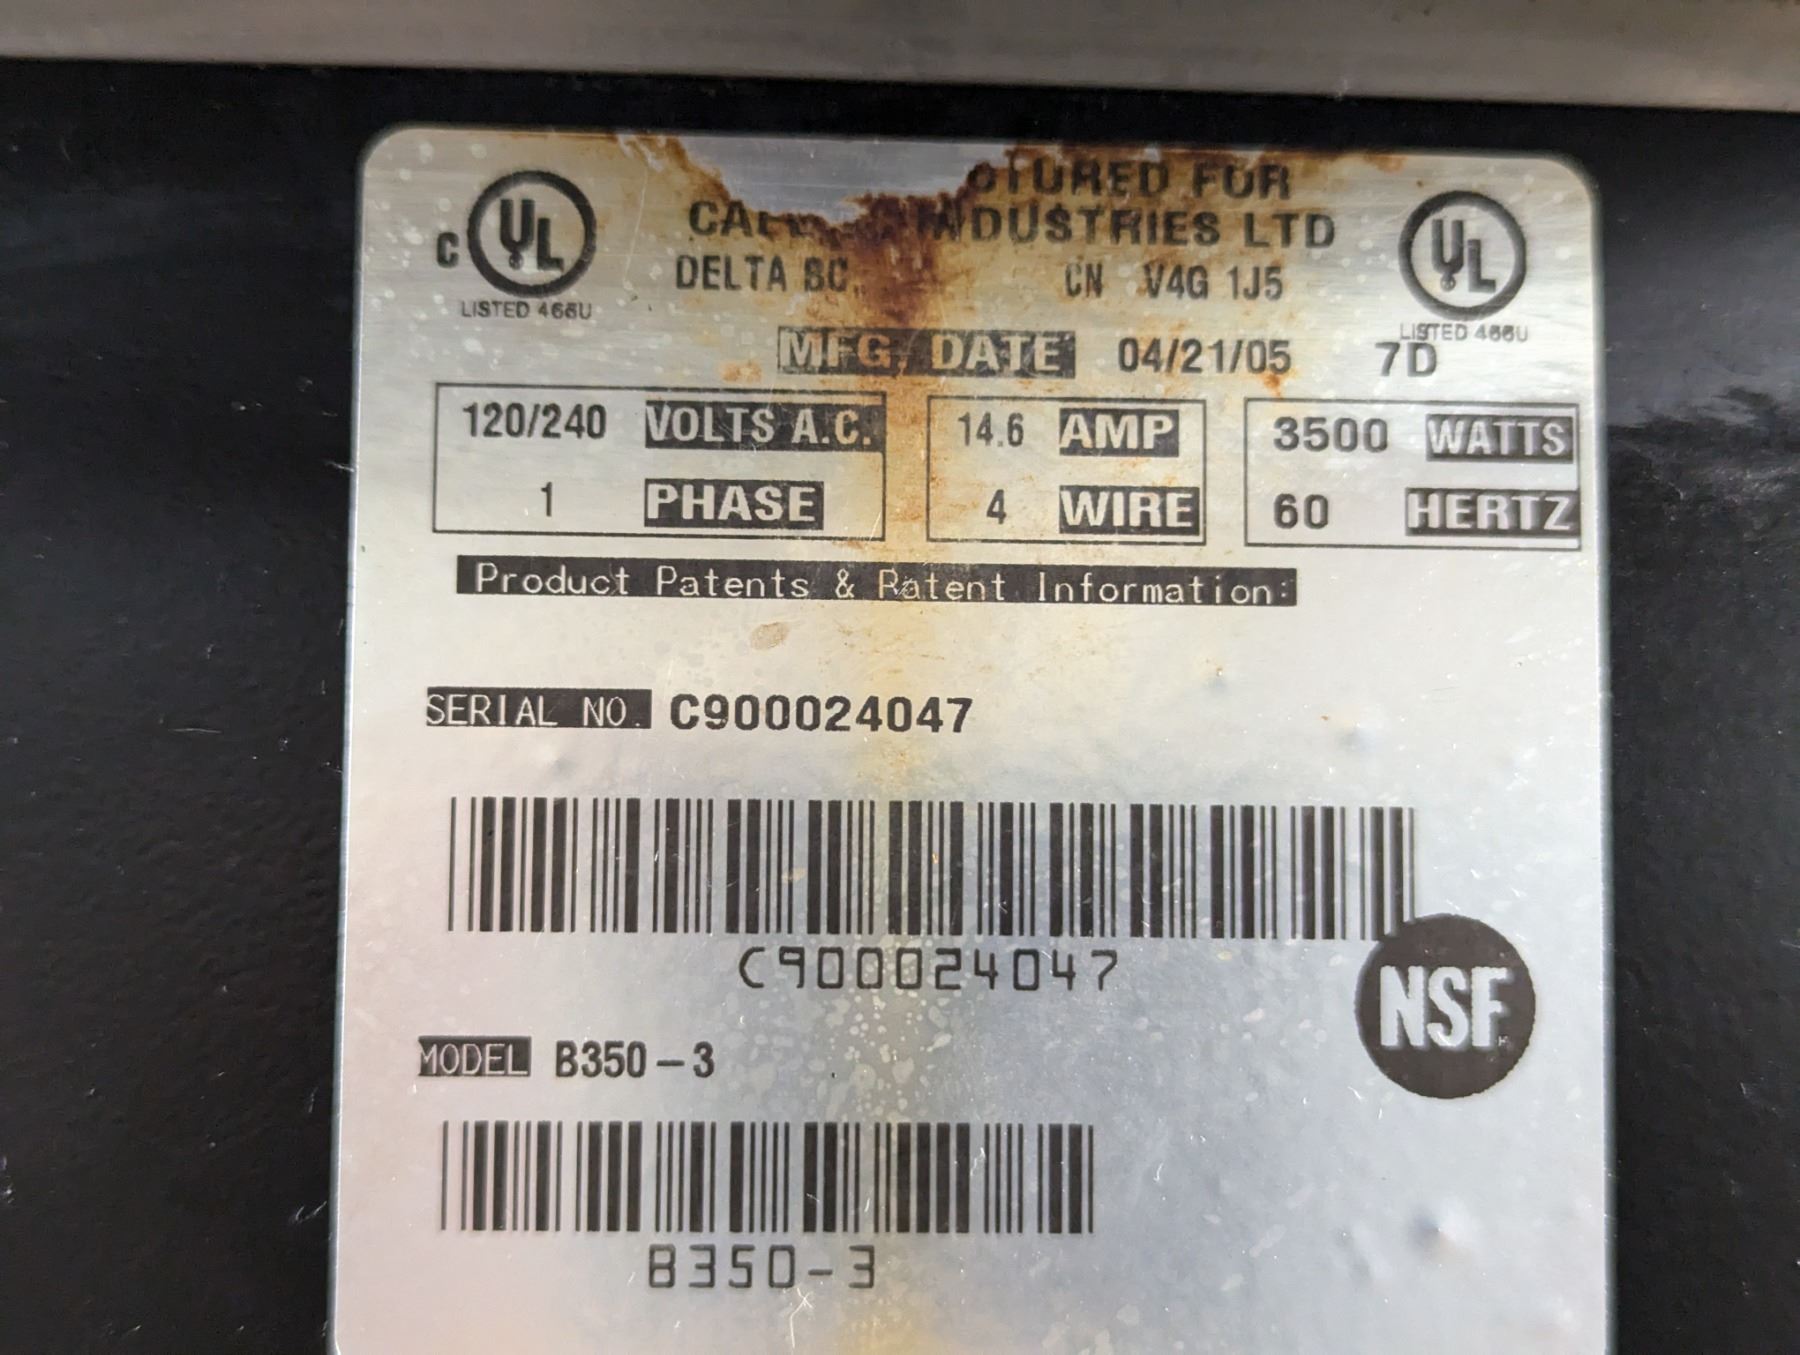 FOR
INDUSTRIES LTD
DELTA BC, CN V4G 1J5
C UL
LISTED 466U
UL
LISTED 466U
MFG. DATE 04/21/05 7D
120/240 VOLTS A.C. 14.6 AMP 3500 WATTS
1 PHASE 4 WIRE 60 HERTZ
Product Patents & Patent Information:
SERIAL NO. C900024047
C900024047
NSF
MODEL B350-3
B350-3